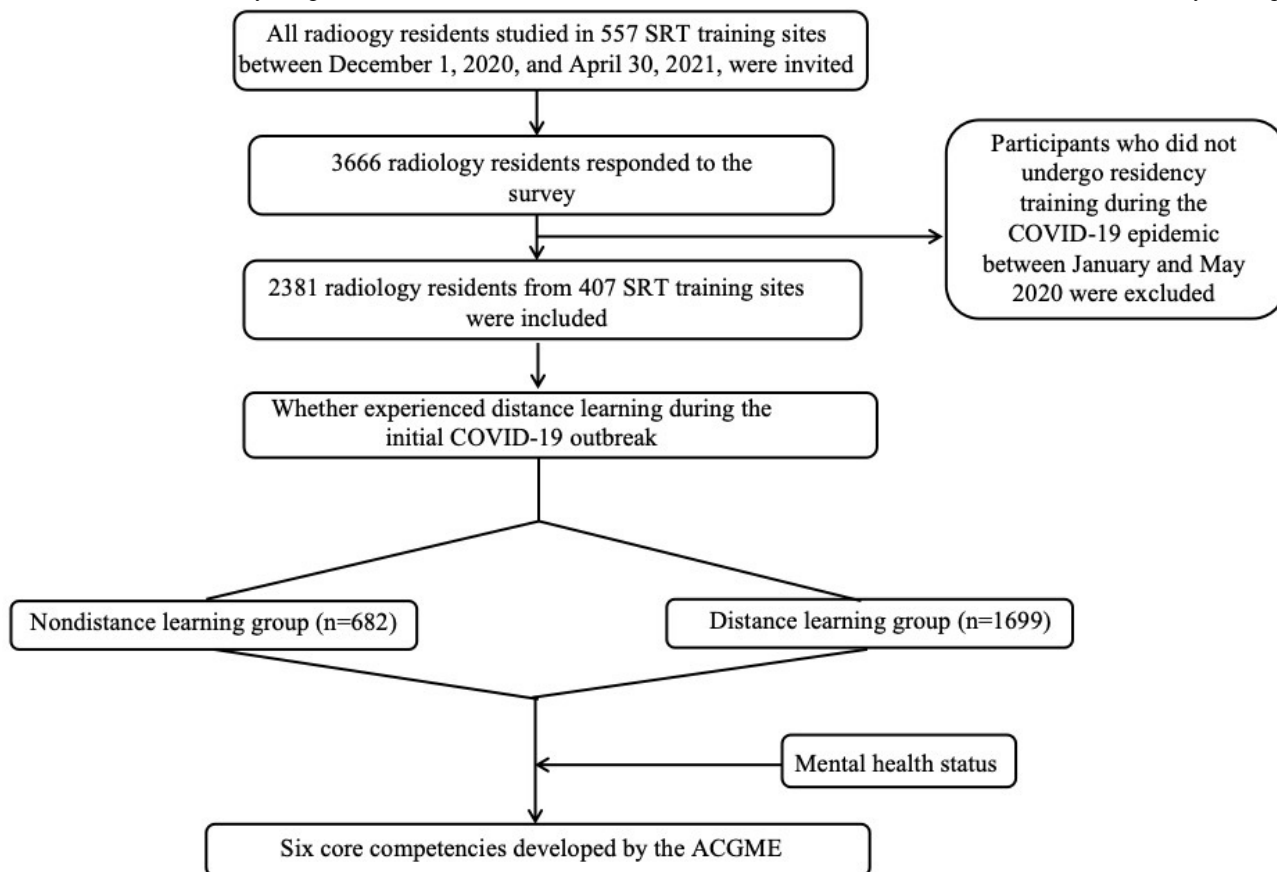 All radioogy residents studied in 557 SRT training sites
between December 1, 2020, and April 30, 2021, were invited
3666 radiology residents responded to the
survey
Participants who did not
undergo residency
training during the
COVID-19 epidemic
between January and May
2020 were excluded
2381 radiology residents from 407 SRT training sites
were included
Whether experienced distance learning during the
initial COVID-19 outbreak
Nondistance learning group (n=682)
Distance learning group (n=1699)
Mental health status
Six core competencies developed by the ACGME